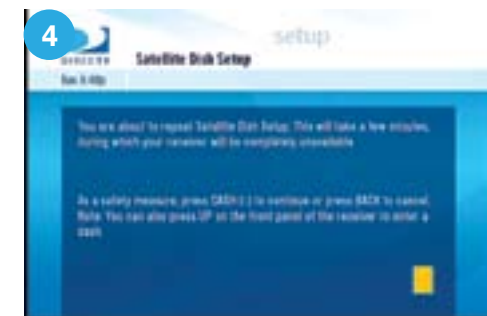 4
setup
DIRECTV
Satellite Dish Setup
You are about to repeat Satellite Dish Setup. This will take a few minutes,
during which your receiver will be completely unavailable.
As a safety measure, press DASH (-) to continue or press BACK to cancel.
Note: You can also press UP on the front panel of the receiver to enter a
dash.